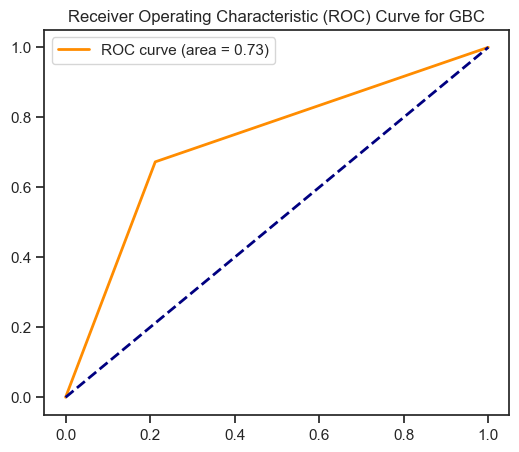 Receiver Operating Characteristic (ROC) Curve for GBC
ROC curve (area = 0.73)
1.0
0.8
0.6
0.4
0.2
0.0
0.0 0.2 0.4 0.6 0.8 1.0